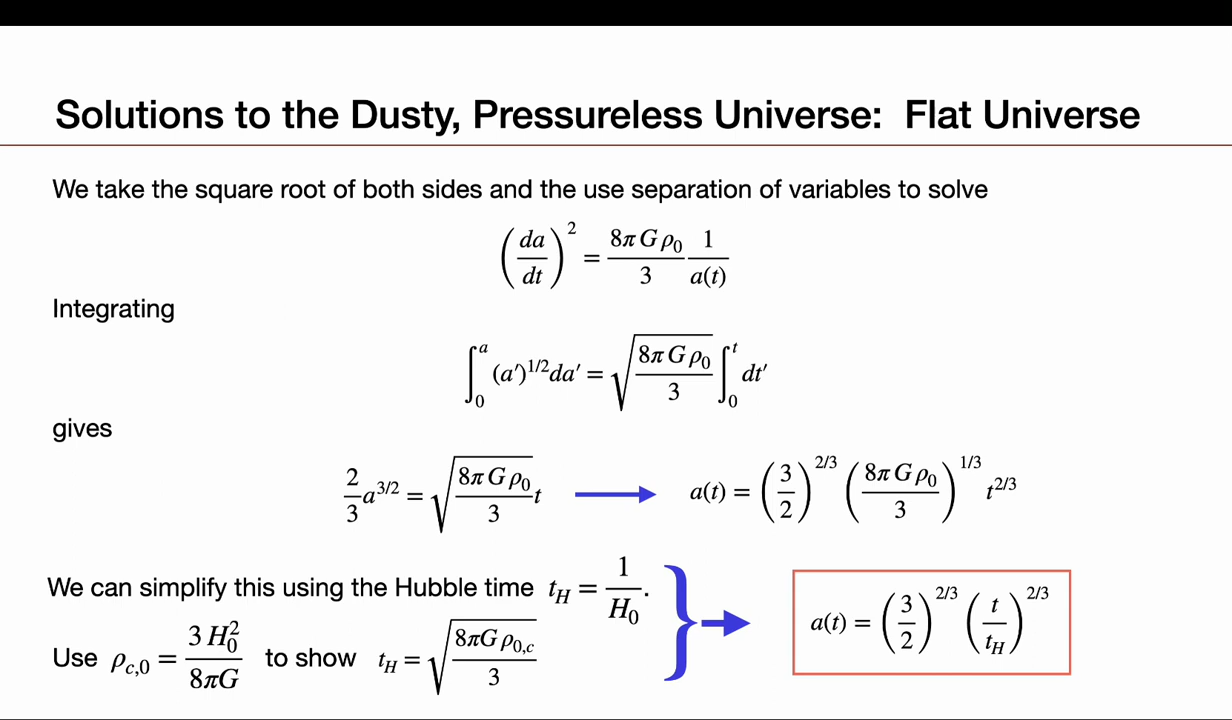 Solutions to the Dusty, Pressureless Universe: Flat Universe
We take the square root of both sides and the use separation of variables to solve
(da/dt)² = (8πGρ₀/3) (1/a(t))
Integrating
∫₀ᵃ (a′)^{1/2} da′ = √(8πGρ₀/3) ∫₀ᵗ dt′
gives
(2/3) a^{3/2} = √(8πGρ₀/3) t → a(t) = (3/2)^{2/3} (8πGρ₀/3)^{1/3} t^{2/3}
We can simplify this using the Hubble time t_H = 1/H₀.
Use ρ_{c,0} = 3H₀²/8πG to show t_H = √(8πGρ_{0,c}/3)
a(t) = (3/2)^{2/3} (t/t_H)^{2/3}